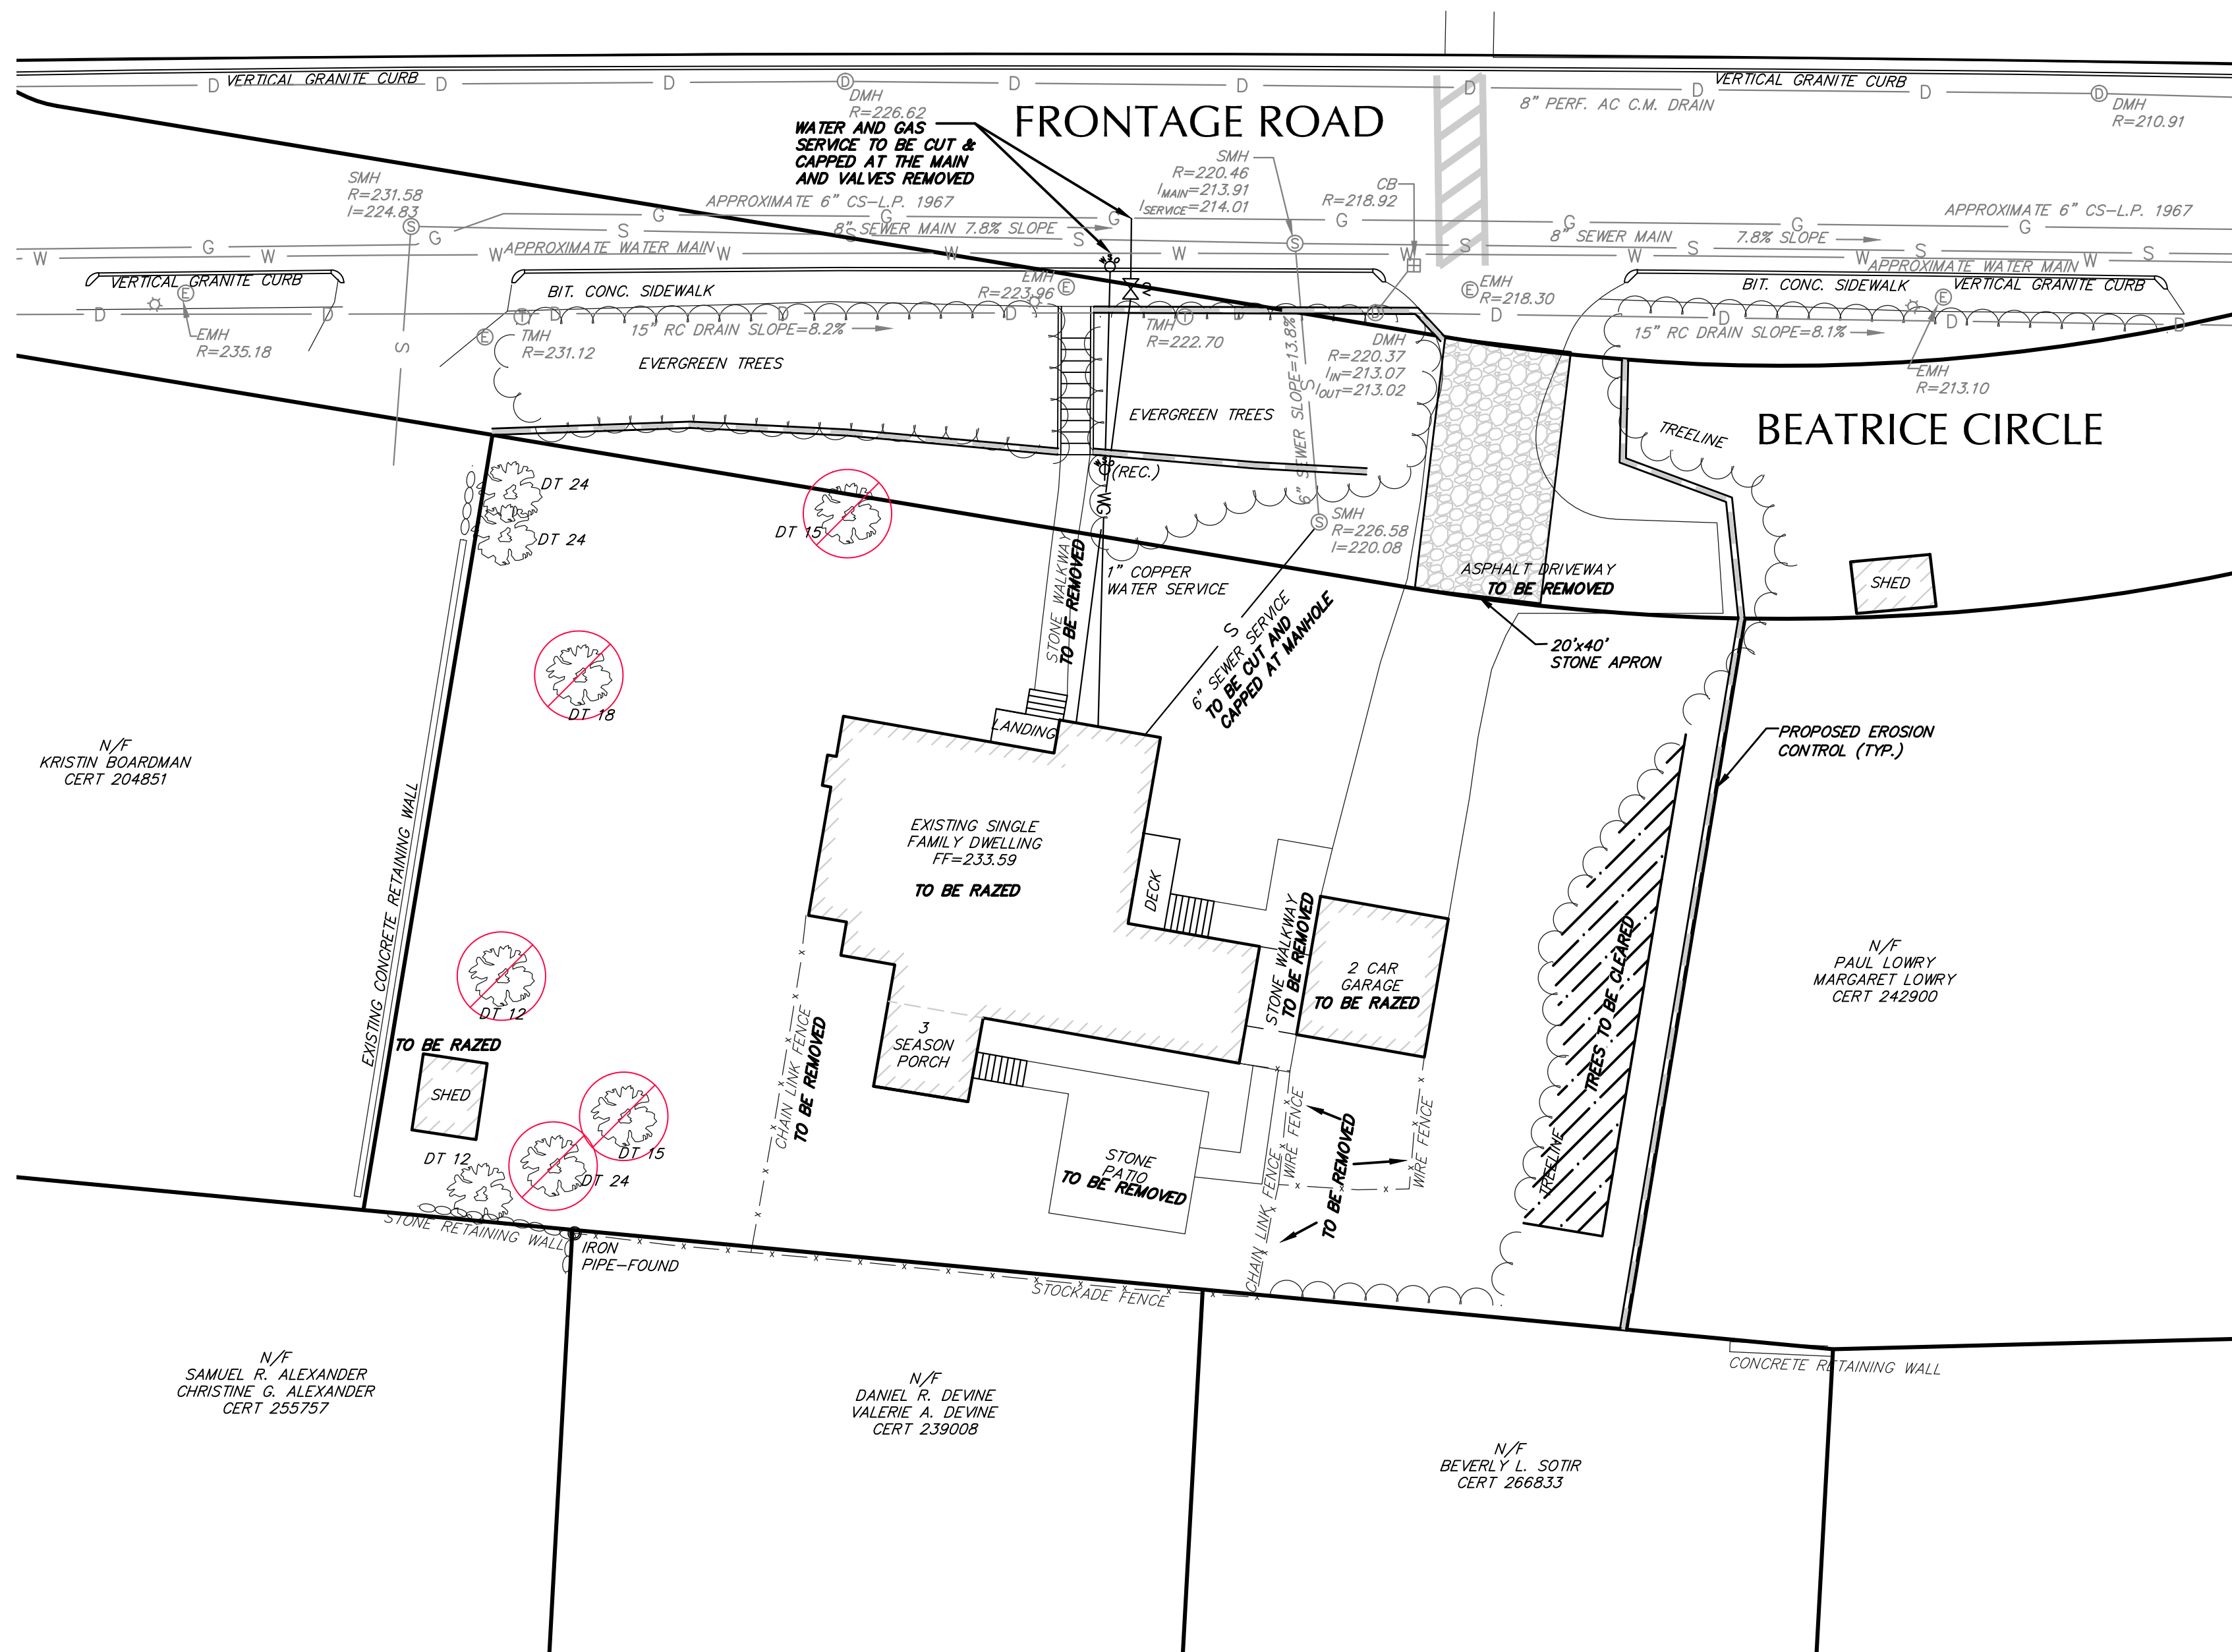 VERTICAL GRANITE CURB
VERTICAL GRANITE CURB
D
D
D
D
D
D
D
D
D
D
D
DMH
R=226.62
FRONTAGE ROAD
8" PERF. AC C.M. DRAIN
DMH
R=210.91
WATER AND GAS
SERVICE TO BE CUT &
CAPPED AT THE MAIN
AND VALVES REMOVED
SMH
R=231.58
I=224.83
SMH
R=220.46
IMAIN=213.91
ISERVICE=214.01
CB
R=218.92
APPROXIMATE 6" CS-L.P. 1967
APPROXIMATE 6" CS-L.P. 1967
G
G
G
G
G
G
G
G
S
S
S
S
S
S
S
S
S
8" SEWER MAIN 7.8% SLOPE
8" SEWER MAIN
7.8% SLOPE
W
W
W
W
W
W
W
W
W
W
APPROXIMATE WATER MAIN
APPROXIMATE WATER MAIN
VERTICAL GRANITE CURB
BIT. CONC. SIDEWALK
EMH
R=223.96
E
WSO
E
EMH
R=218.30
BIT. CONC. SIDEWALK
VERTICAL GRANITE CURB
E
E
D
D
D
D
D
D
D
D
D
D
D
EMH
R=235.18
S
E
T
TMH
R=231.12
15" RC DRAIN SLOPE=8.2%
T
TMH
R=222.70
DMH
R=220.37
IIN=213.07
IOUT=213.02
15" RC DRAIN SLOPE=8.1%
EMH
R=213.10
EVERGREEN TREES
EVERGREEN TREES
6" SEWER SLOPE=13.8%
S
BEATRICE CIRCLE
TREELINE
WSO
(REC.)
WG
DT 24
DT 24
DT 15
S
SMH
R=226.58
I=220.08
STONE WALKWAY
TO BE REMOVED
1" COPPER
WATER SERVICE
ASPHALT DRIVEWAY
TO BE REMOVED
SHED
S
6" SEWER SERVICE
TO BE CUT AND
CAPPED AT MANHOLE
20'x40'
STONE APRON
DT 18
LANDING
N/F
KRISTIN BOARDMAN
CERT 204851
PROPOSED EROSION
CONTROL (TYP.)
EXISTING CONCRETE RETAINING WALL
EXISTING SINGLE
FAMILY DWELLING
FF=233.59
TO BE RAZED
DECK
STONE WALKWAY
TO BE REMOVED
2 CAR
GARAGE
TO BE RAZED
TREES TO BE CLEARED
N/F
PAUL LOWRY
MARGARET LOWRY
CERT 242900
DT 12
TO BE RAZED
SHED
3
SEASON
PORCH
CHAIN LINK FENCE
TO BE REMOVED
DT 15
DT 12
DT 24
STONE
PATIO
TO BE REMOVED
WIRE FENCE
TO BE REMOVED
WIRE FENCE
CHAIN LINK FENCE
TREELINE
STONE RETAINING WALL
IRON
PIPE-FOUND
STOCKADE FENCE
CONCRETE RETAINING WALL
N/F
SAMUEL R. ALEXANDER
CHRISTINE G. ALEXANDER
CERT 255757
N/F
DANIEL R. DEVINE
VALERIE A. DEVINE
CERT 239008
N/F
BEVERLY L. SOTIR
CERT 266833